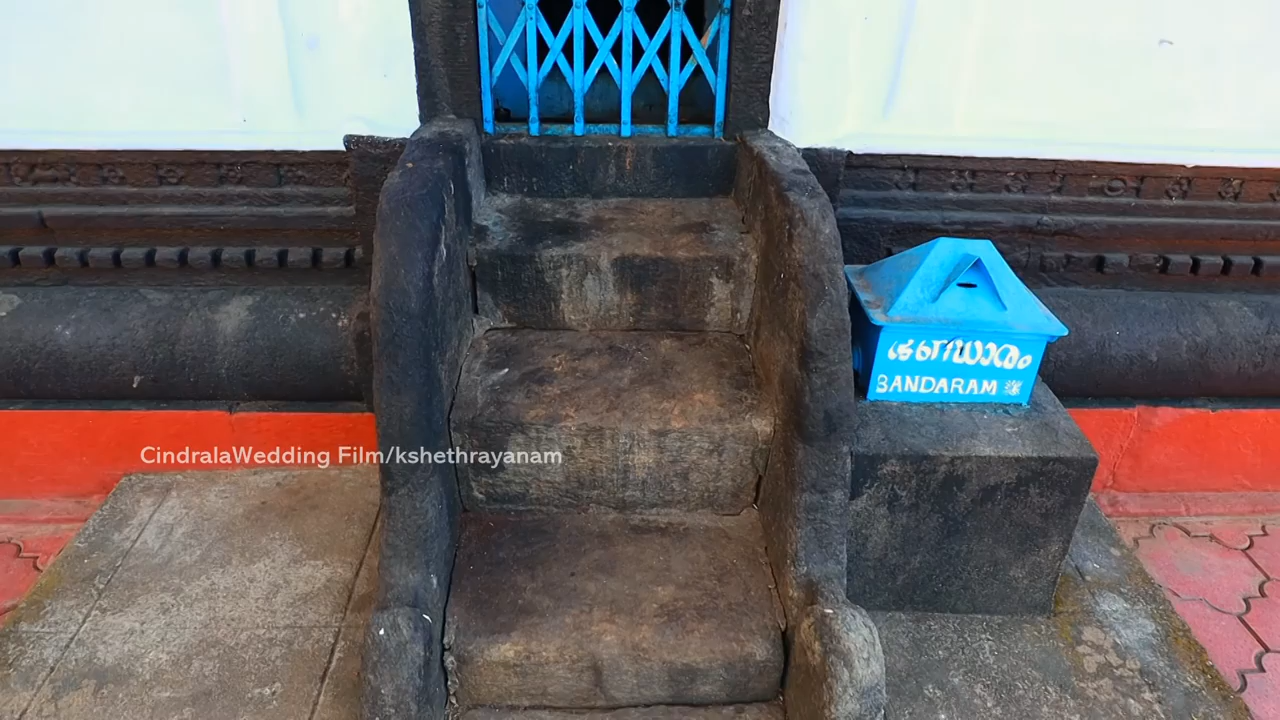 ഭണ്ഡാരം
BANDARAM
CindralaWedding Film/kshethrayanam